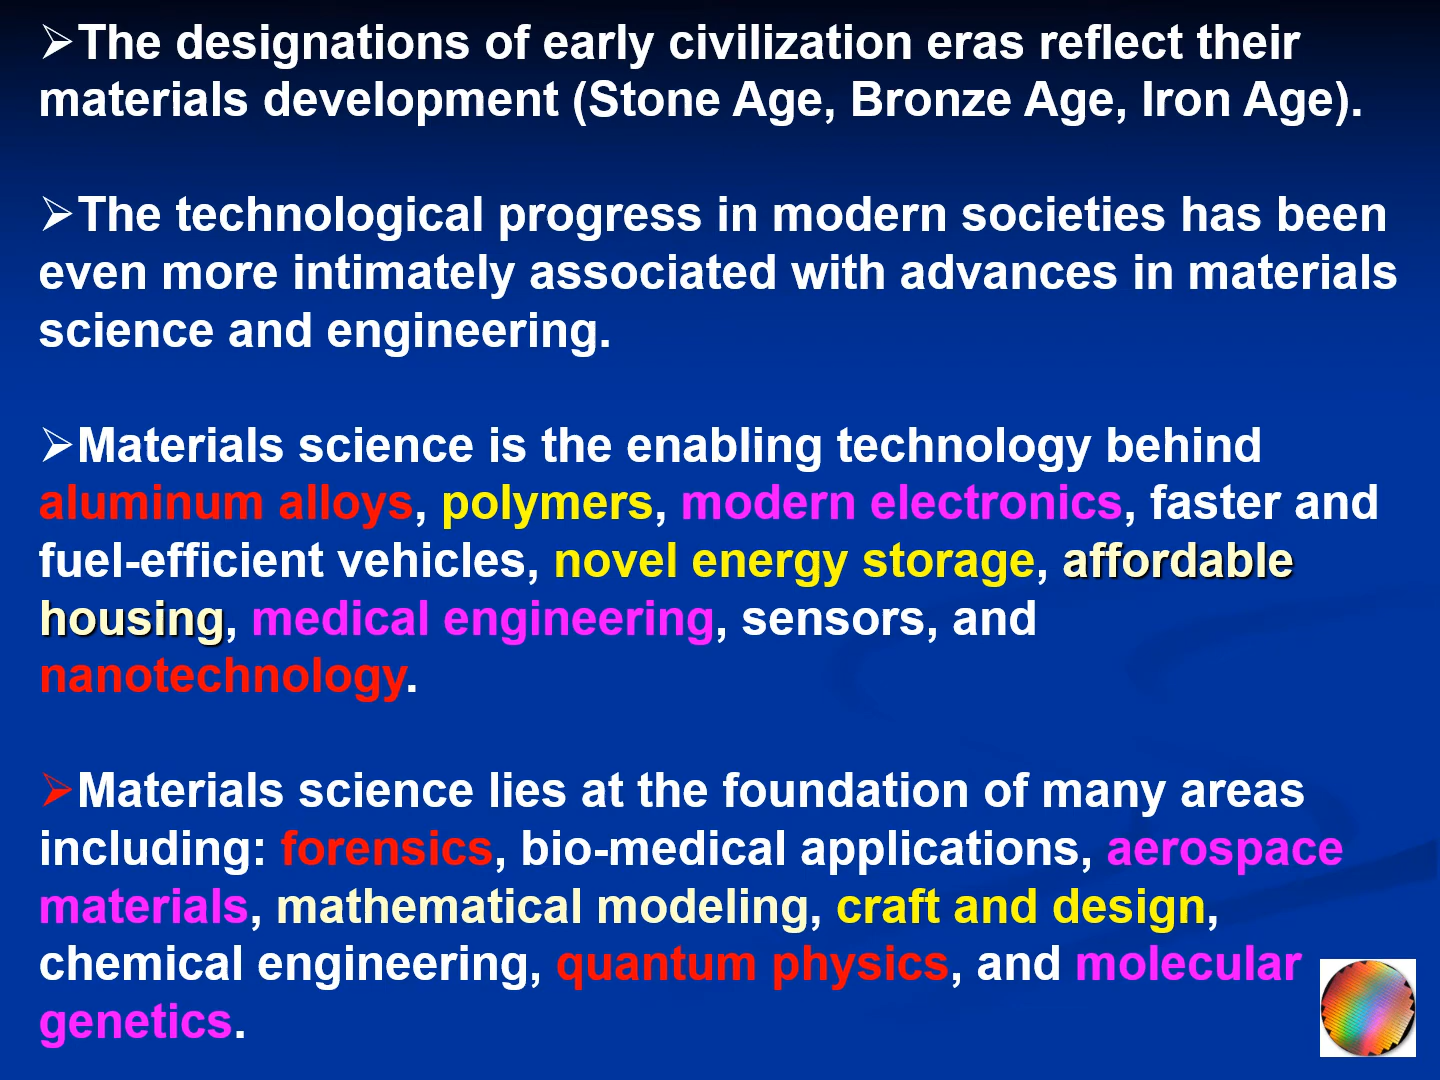 ➢The designations of early civilization eras reflect their
materials development (Stone Age, Bronze Age, Iron Age).
➢The technological progress in modern societies has been
even more intimately associated with advances in materials
science and engineering.
➢Materials science is the enabling technology behind
aluminum alloys, polymers, modern electronics, faster and
fuel-efficient vehicles, novel energy storage, affordable
housing, medical engineering, sensors, and
nanotechnology.
➢Materials science lies at the foundation of many areas
including: forensics, bio-medical applications, aerospace
materials, mathematical modeling, craft and design,
chemical engineering, quantum physics, and molecular
genetics.